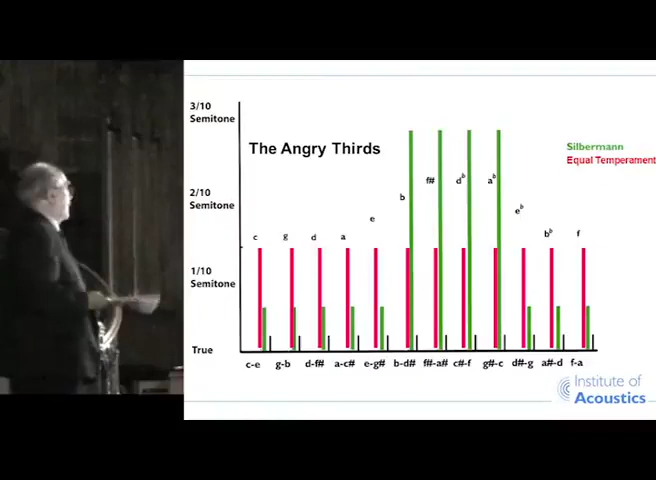 3/10
Semitone
The Angry Thirds
Silbermann
Equal Temperament
2/10
Semitone
c g d a e b f# d♭ a♭ e♭ b♭ f
1/10
Semitone
True
c-e g-b d-f# a-c# e-g# b-d# f#-a# c#-f g#-c d#-g a#-d f-a
Institute of
Acoustics